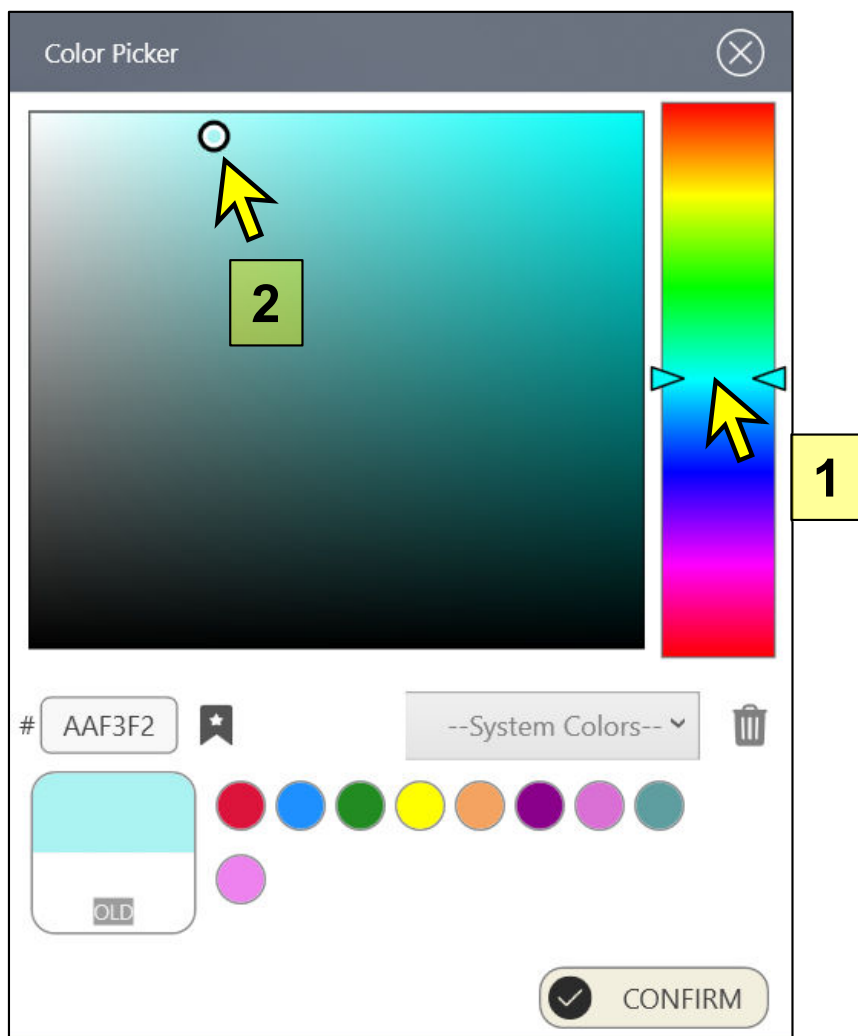 Color Picker
2
1
# AAF3F2
--System Colors--
OLD
CONFIRM